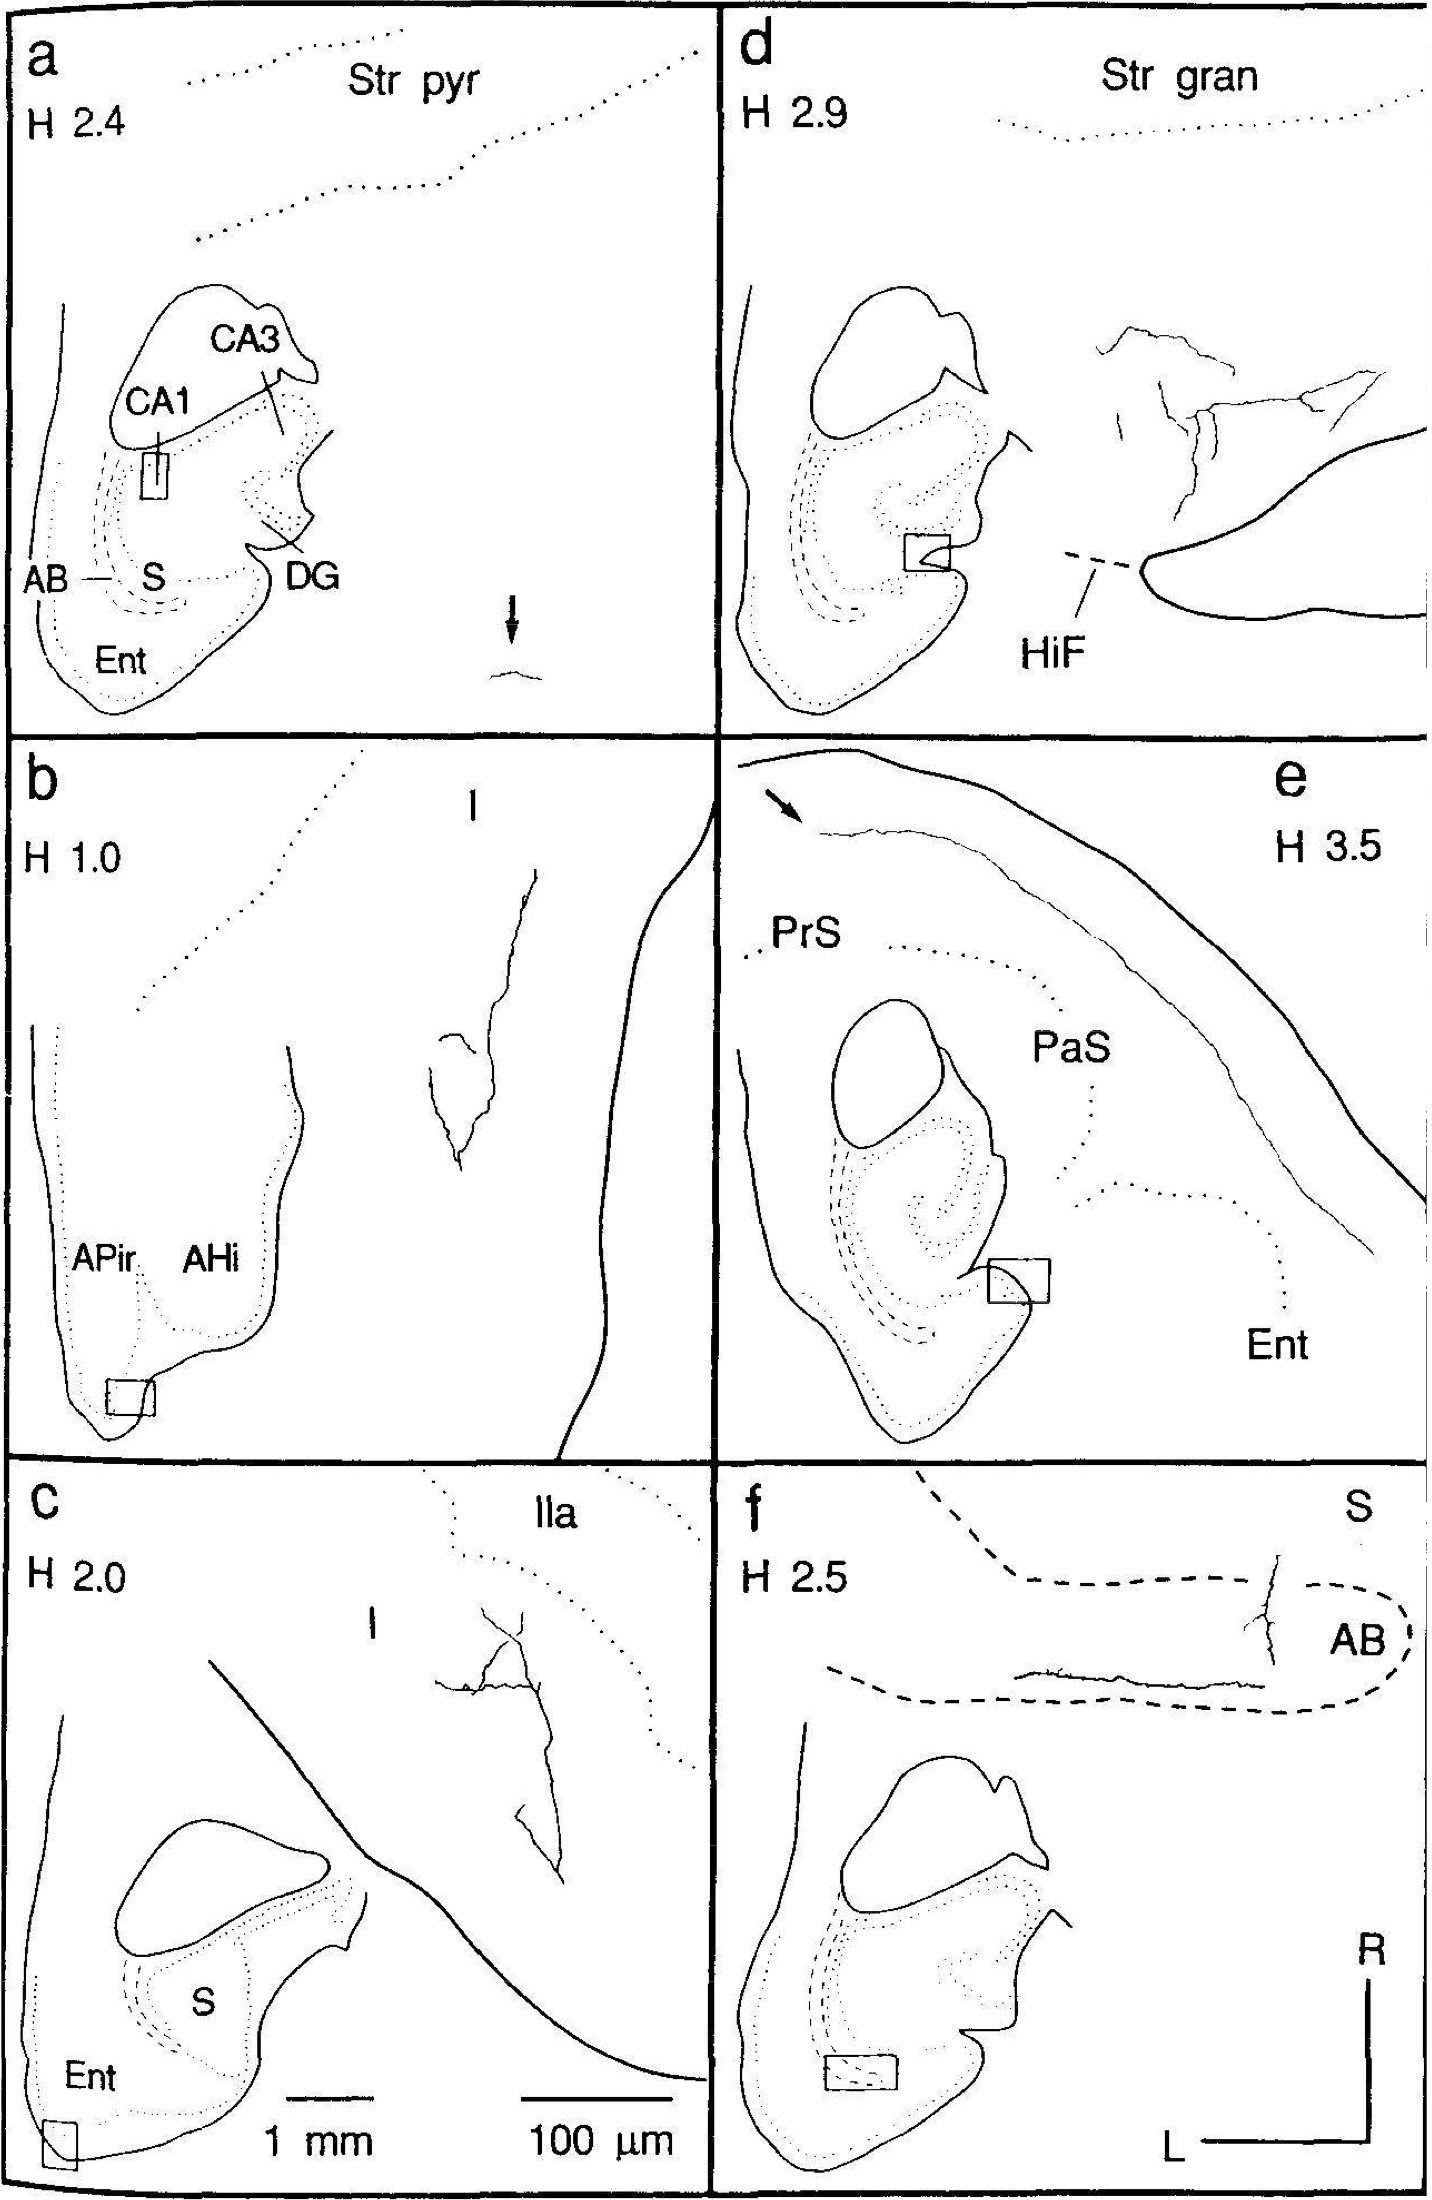 a
H 2.4
Str pyr
CA3
CA1
AB
S
DG
Ent
d
H 2.9
Str gran
HiF
b
H 1.0
I
APir
AHi
e
H 3.5
PrS
PaS
Ent
c
H 2.0
IIa
I
S
Ent
1 mm
100 μm
f
H 2.5
S
AB
R
L